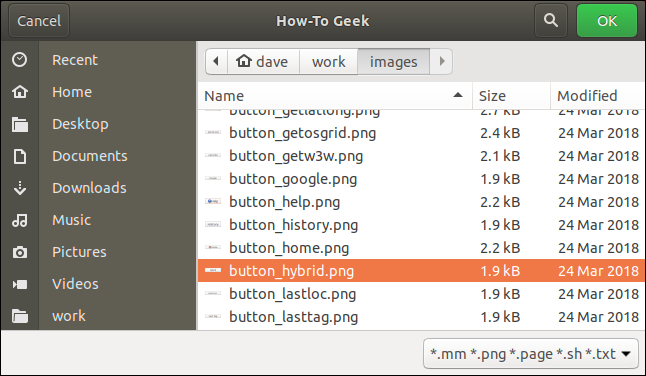 Cancel How-To Geek OK
Recent
Home
Desktop
Documents
Downloads
Music
Pictures
Videos
work
dave work images
Name Size Modified
button_getlatlong.png 2.7 kB 24 Mar 2018
button_getosgrid.png 2.4 kB 24 Mar 2018
button_getw3w.png 2.1 kB 24 Mar 2018
button_google.png 1.9 kB 24 Mar 2018
button_help.png 2.2 kB 24 Mar 2018
button_history.png 1.9 kB 24 Mar 2018
button_home.png 2.2 kB 24 Mar 2018
button_hybrid.png 1.9 kB 24 Mar 2018
button_lastloc.png 1.9 kB 24 Mar 2018
button_lasttag.png 1.9 kB 24 Mar 2018
*.mm *.png *.page *.sh *.txt